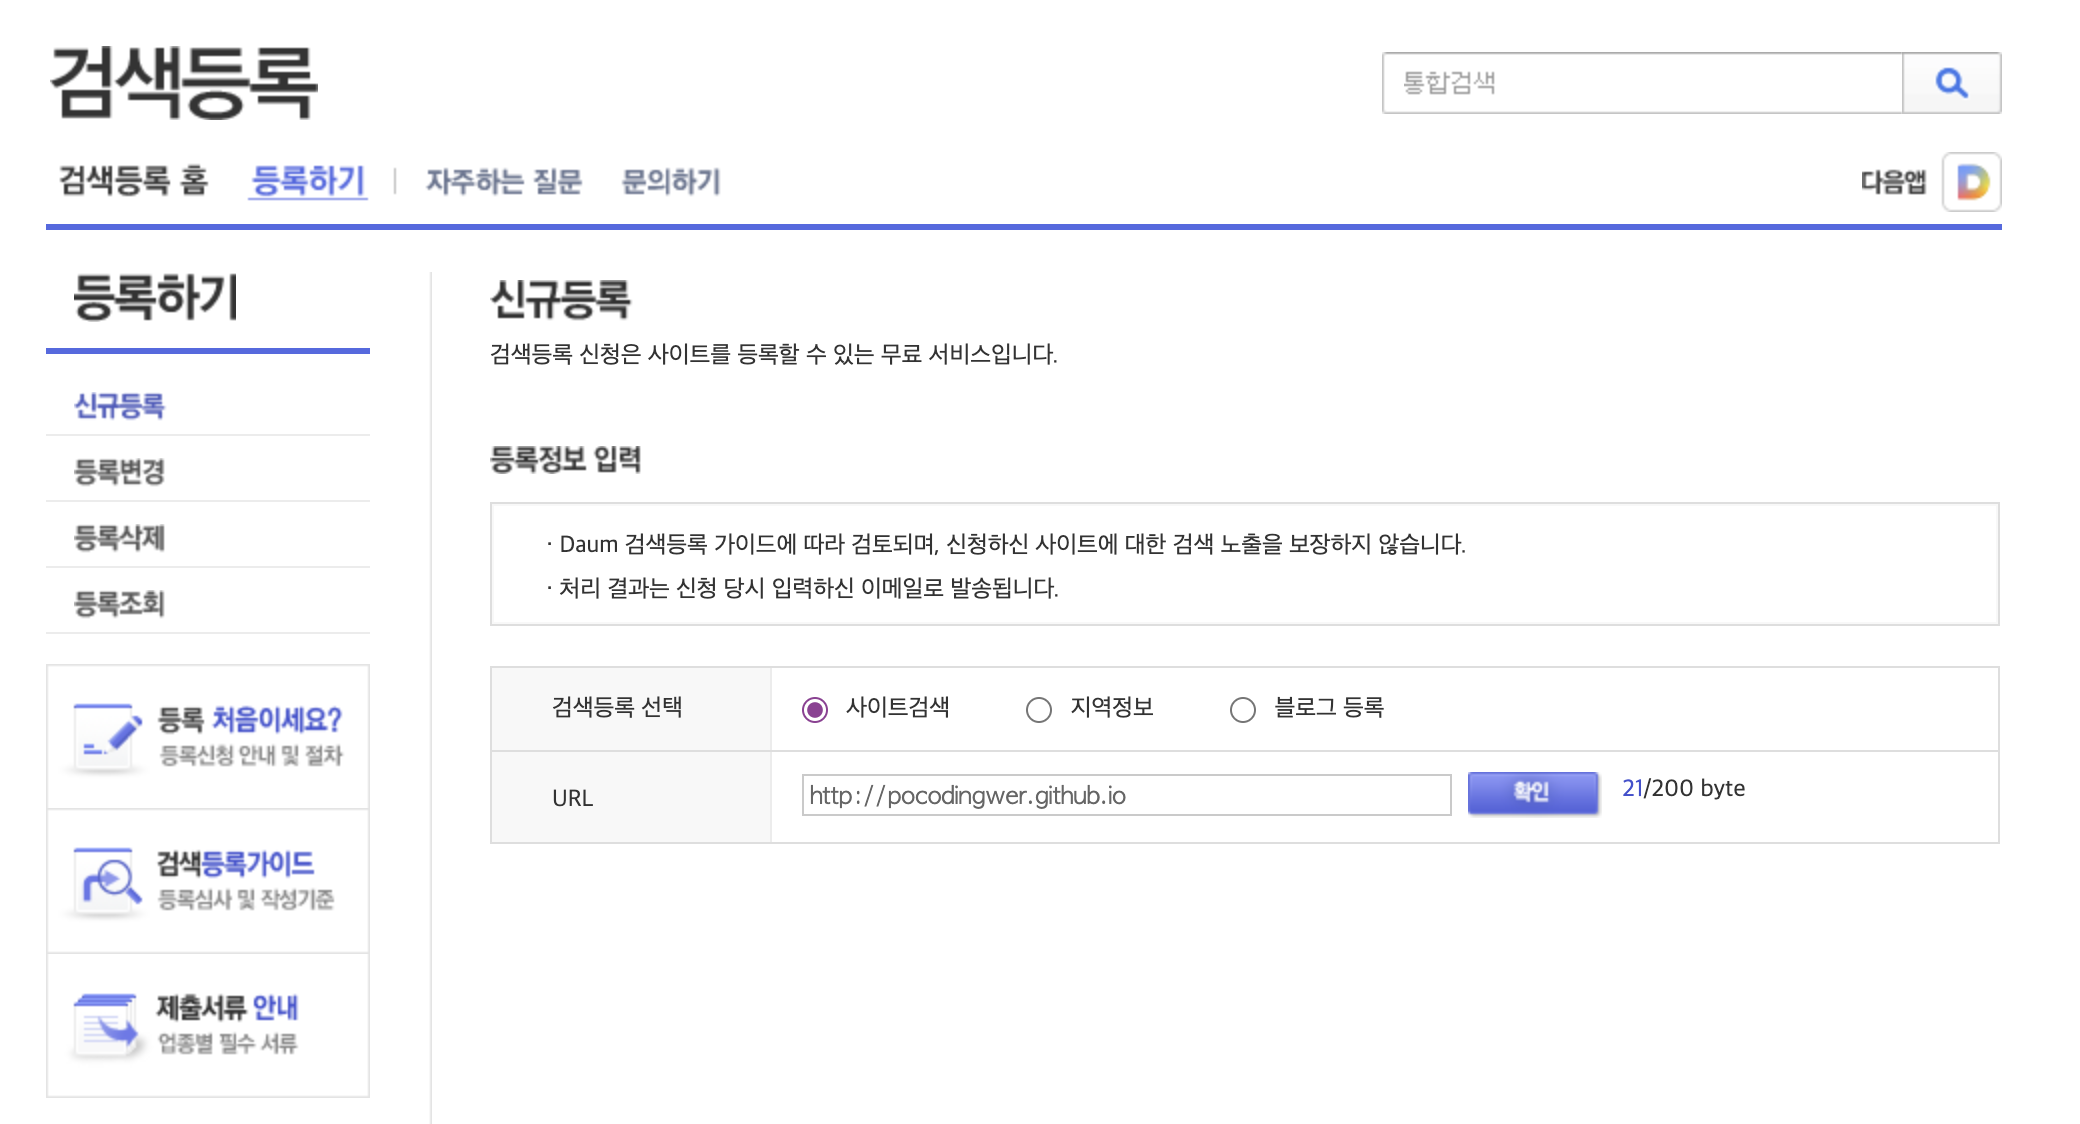 검색등록
통합검색
검색등록 홈 등록하기 | 자주하는 질문 문의하기
다음앱
등록하기
신규등록
등록변경
등록삭제
등록조회
등록 처음이세요?
등록신청 안내 및 절차
검색등록가이드
등록심사 및 작성기준
제출서류 안내
업종별 필수 서류
신규등록
검색등록 신청은 사이트를 등록할 수 있는 무료 서비스입니다.
등록정보 입력
· Daum 검색등록 가이드에 따라 검토되며, 신청하신 사이트에 대한 검색 노출을 보장하지 않습니다.
· 처리 결과는 신청 당시 입력하신 이메일로 발송됩니다.
검색등록 선택 사이트검색 지역정보 블로그 등록
URL http://pocodingwer.github.io 확인 21/200 byte